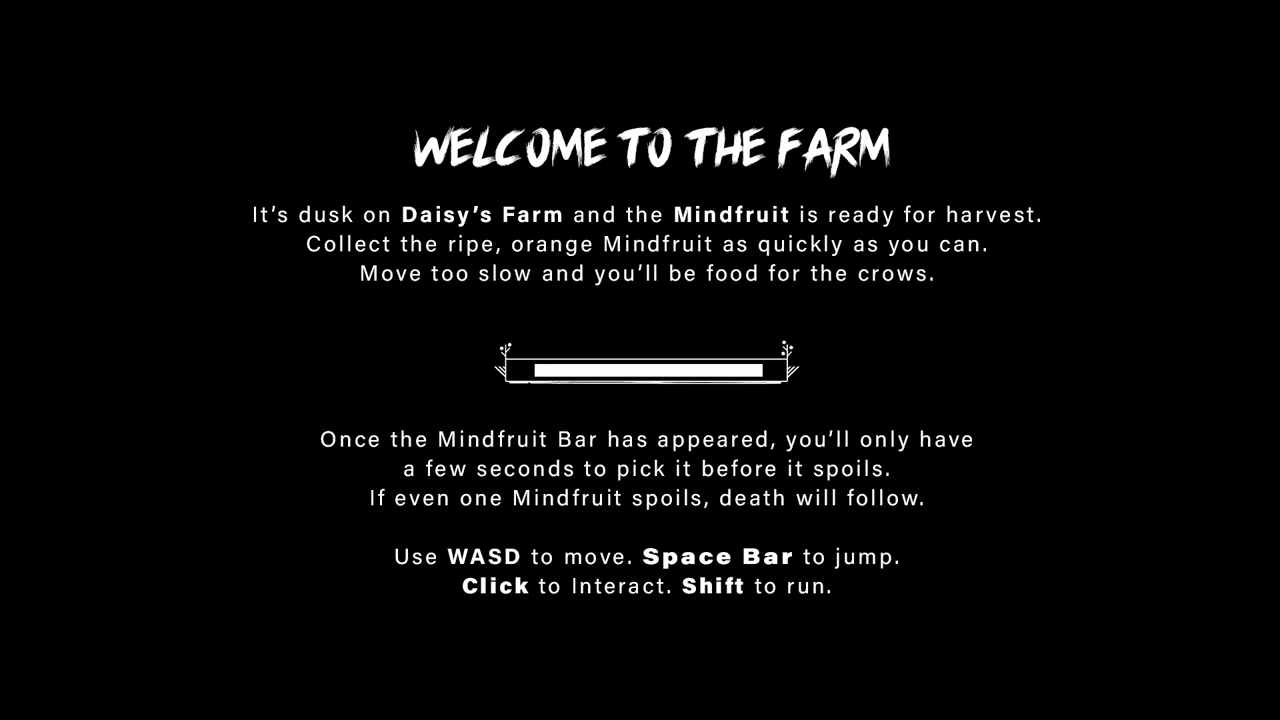 WELCOME TO THE FARM
It’s dusk on Daisy’s Farm and the Mindfruit is ready for harvest.
Collect the ripe, orange Mindfruit as quickly as you can.
Move too slow and you’ll be food for the crows.
Once the Mindfruit Bar has appeared, you’ll only have
a few seconds to pick it before it spoils.
If even one Mindfruit spoils, death will follow.
Use WASD to move. Space Bar to jump.
Click to Interact. Shift to run.